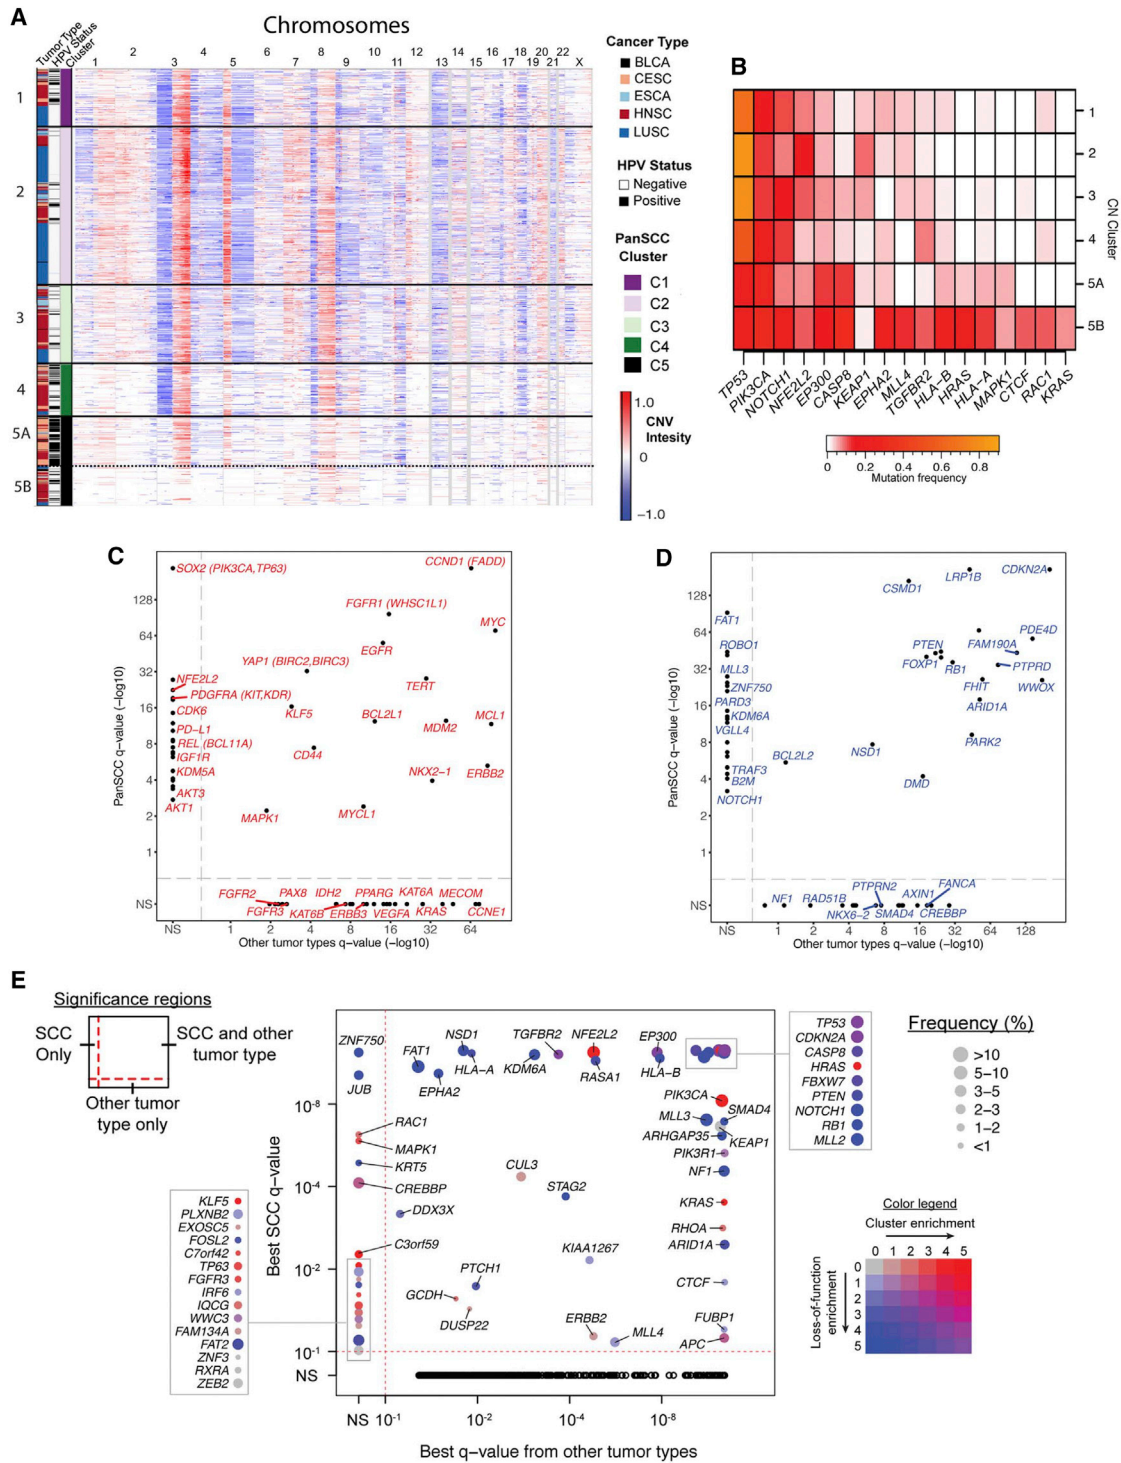 A
Chromosomes
Tumor Type
HPV Status
Cluster
1 2 3 4 5 6 7 8 9 10 11 12 13 14 15 16 17 18 19 20 21 22 X
1
2
3
4
5A
5B
Cancer Type
BLCA
CESC
ESCA
HNSC
LUSC
HPV Status
Negative
Positive
PanSCC
Cluster
C1
C2
C3
C4
C5
1.0
CNV
Intesity
0
−1.0
B
1
2
3
4
5A
5B
CN Cluster
TP53
PIK3CA
NOTCH1
NFE2L2
EP300
CASP8
KEAP1
EPHA2
MLL4
TGFBR2
HLA-B
HRAS
HLA-A
MAPK1
CTCF
RAC1
KRAS
0 0.2 0.4 0.6 0.8
Mutation frequency
C
PanSCC q-value (−log10)
128
64
32
16
8
4
2
1
NS
SOX2 (PIK3CA,TP63)
CCND1 (FADD)
FGFR1 (WHSC1L1)
MYC
EGFR
YAP1 (BIRC2,BIRC3)
TERT
NFE2L2
PDGFRA (KIT,KDR)
CDK6
KLF5
BCL2L1
MDM2
MCL1
PD-L1
REL (BCL11A)
IGF1R
CD44
KDM5A
NKX2−1
ERBB2
AKT3
AKT1
MAPK1
MYCL1
FGFR2
PAX8
IDH2
PPARG
KAT6A
MECOM
FGFR3
KAT6B
ERBB3
VEGFA
KRAS
CCNE1
NS 1 2 4 8 16 32 64
Other tumor types q-value (−log10)
D
PanSCC q-value (−log10)
128
64
32
16
8
4
2
1
NS
CSMD1
LRP1B
CDKN2A
FAT1
ROBO1
PTEN
FAM190A
PDE4D
FOXP1
RB1
PTPRD
MLL3
ZNF750
FHIT
WWOX
PARD3
ARID1A
KDM6A
VGLL4
PARK2
NSD1
BCL2L2
TRAF3
B2M
DMD
NOTCH1
NF1
RAD51B
PTPRN2
AXIN1
FANCA
NKX6−2
SMAD4
CREBBP
NS 1 2 4 8 16 32 64 128
Other tumor types q-value (−log10)
E
Significance regions
SCC
Only
SCC and other
tumor type
Other tumor
type only
Best SCC q-value
10-8
10-4
10-2
10-1
NS
ZNF750
JUB
FAT1
NSD1
HLA-A
EPHA2
TGFBR2
KDM6A
NFE2L2
RASA1
EP300
HLA-B
PIK3CA
MLL3
SMAD4
KEAP1
ARHGAP35
PIK3R1
NF1
KRAS
RHOA
ARID1A
CTCF
FUBP1
APC
RAC1
MAPK1
KRT5
CREBBP
DDX3X
C3orf59
CUL3
STAG2
KIAA1267
PTCH1
GCDH
DUSP22
ERBB2
MLL4
NS 10-1 10-2 10-4 10-8
Best q-value from other tumor types
KLF5
PLXNB2
EXOSC5
FOSL2
C7orf42
TP63
FGFR3
IRF6
IQCG
WWC3
FAM134A
FAT2
ZNF3
RXRA
ZEB2
TP53
CDKN2A
CASP8
HRAS
FBXW7
PTEN
NOTCH1
RB1
MLL2
Frequency (%)
>10
5−10
3−5
2−3
1−2
<1
Color legend
Cluster enrichment
0 1 2 3 4 5
Loss-of-function
enrichment
0
1
2
3
4
5